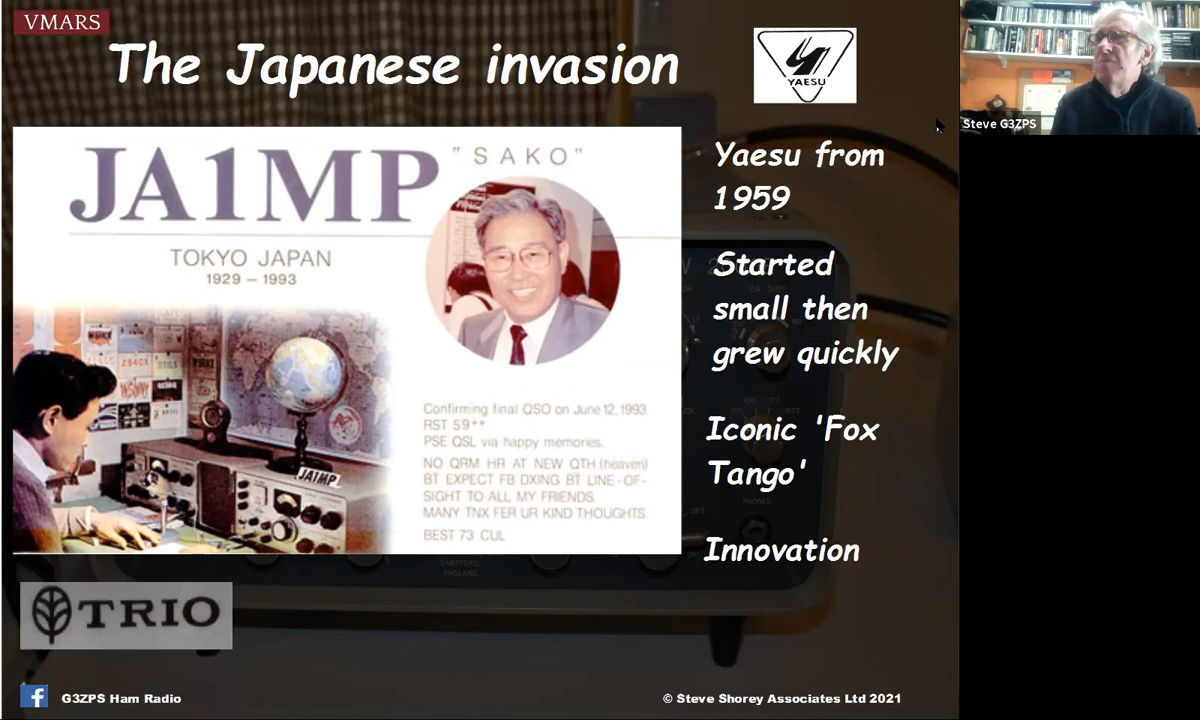 VMARS
The Japanese invasion
YAESU
Steve G3ZPS
JA1MP
"SAKO"
TOKYO JAPAN
1929 – 1993
JA1MP
Confirming final QSO on June 12, 1993.
RST 59++
PSE QSL via happy memories.
NO QRM HR AT NEW QTH (heaven)
BT EXPECT FB DXING BT LINE-OF-
SIGHT TO ALL MY FRIENDS.
MANY TNX FER UR KIND THOUGHTS.
BEST 73 CUL
Yaesu from
1959
Started
small then
grew quickly
Iconic 'Fox
Tango'
Innovation
PHONES
DARTFORD,
ENGLAND
TRIO
G3ZPS Ham Radio
© Steve Shorey Associates Ltd 2021